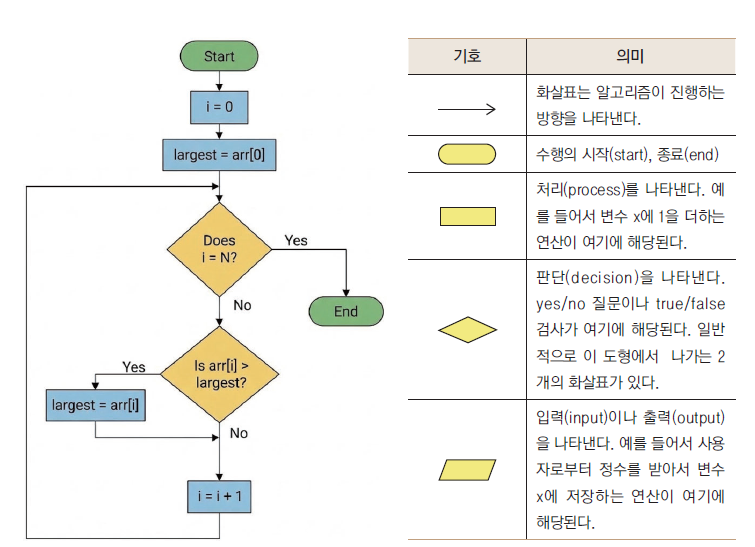 Start
i = 0
largest = arr[0]
Does
i = N?
Yes
No
End
Is arr[i] >
largest?
Yes
largest = arr[i]
No
i = i + 1
기호
의미
화살표는 알고리즘이 진행하는
방향을 나타낸다.
수행의 시작(start), 종료(end)
처리(process)를 나타낸다. 예
를 들어서 변수 x에 1을 더하는
연산이 여기에 해당된다.
판단(decision)을 나타낸다.
yes/no 질문이나 true/false
검사가 여기에 해당된다. 일반
적으로 이 도형에서 나가는 2
개의 화살표가 있다.
입력(input)이나 출력(output)
을 나타낸다. 예를 들어서 사용
자로부터 정수를 받아서 변수
x에 저장하는 연산이 여기에
해당된다.